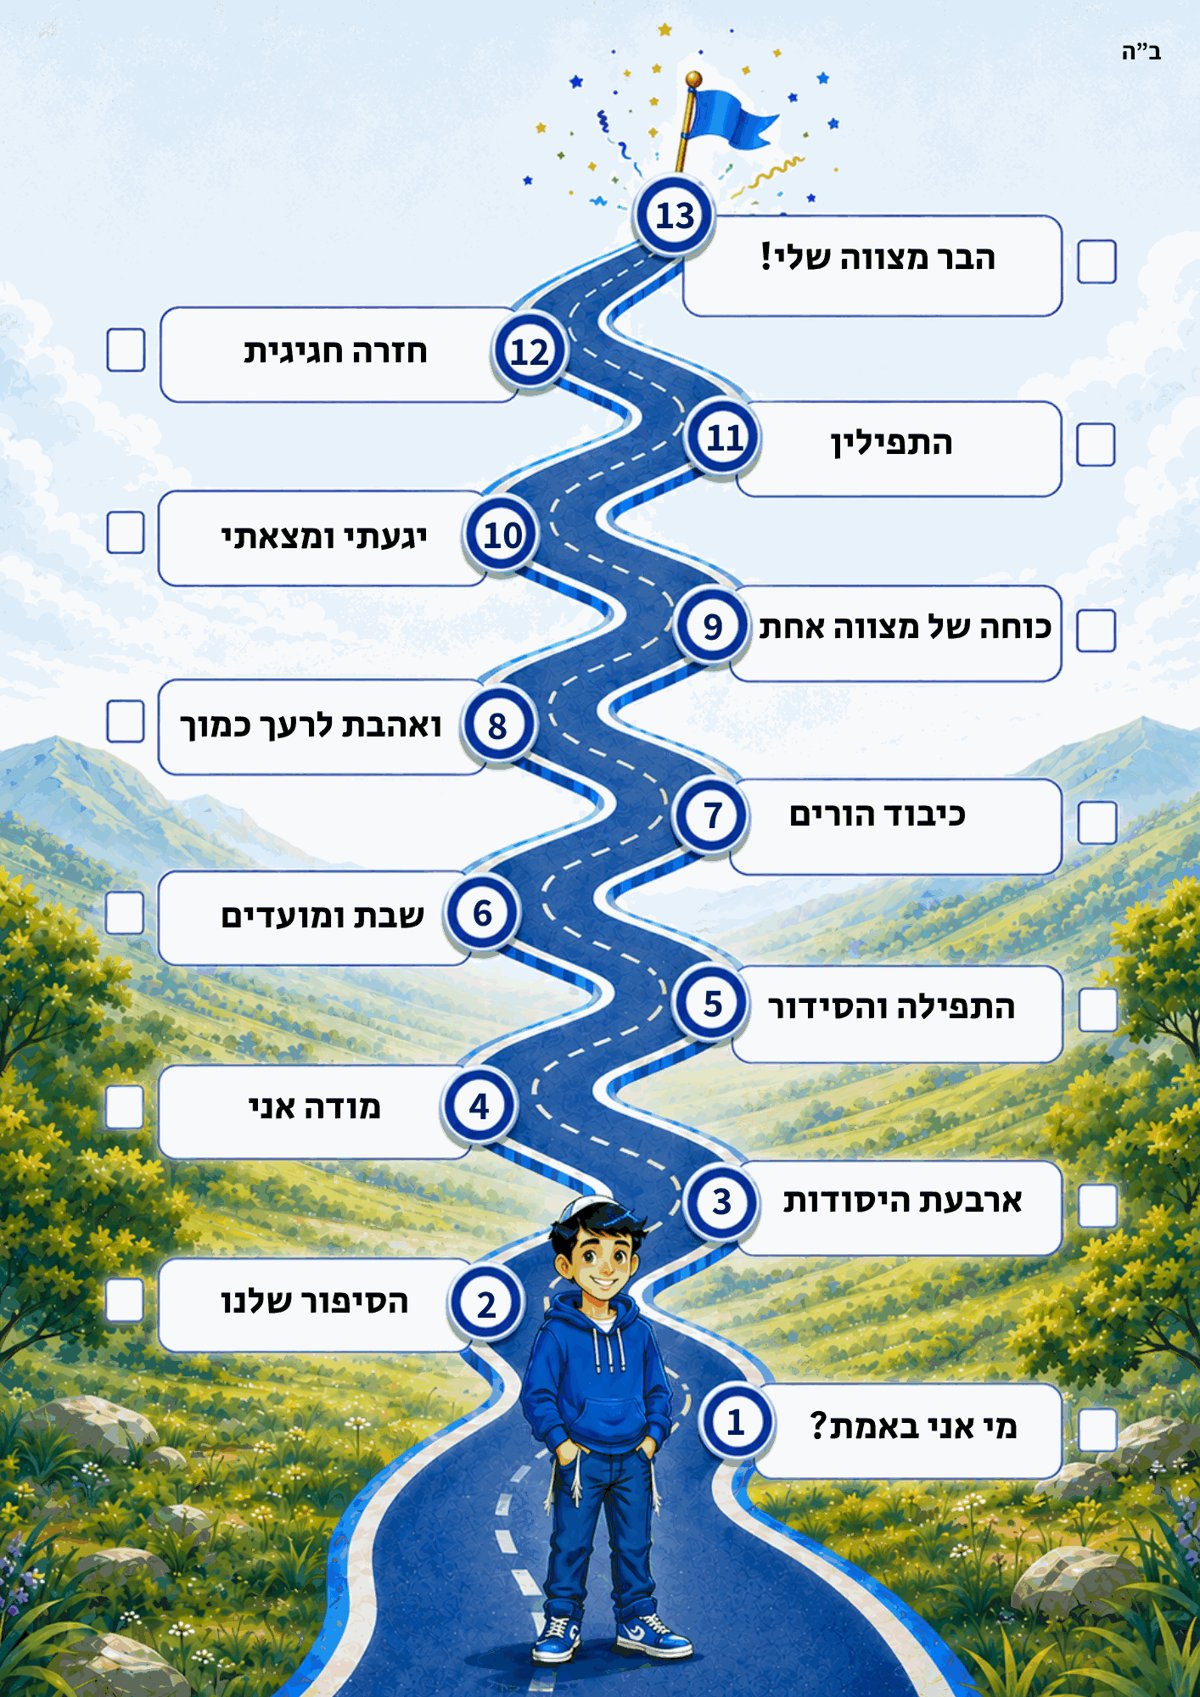 ב"ה
13
הבר מצווה שלי!
12
חזרה חגיגית
11
התפילין
10
יגעתי ומצאתי
9
כוחה של מצווה אחת
8
ואהבת לרעך כמוך
7
כיבוד הורים
6
שבת ומועדים
5
התפילה והסידור
4
מודה אני
3
ארבעת היסודות
2
הסיפור שלנו
1
מי אני באמת?